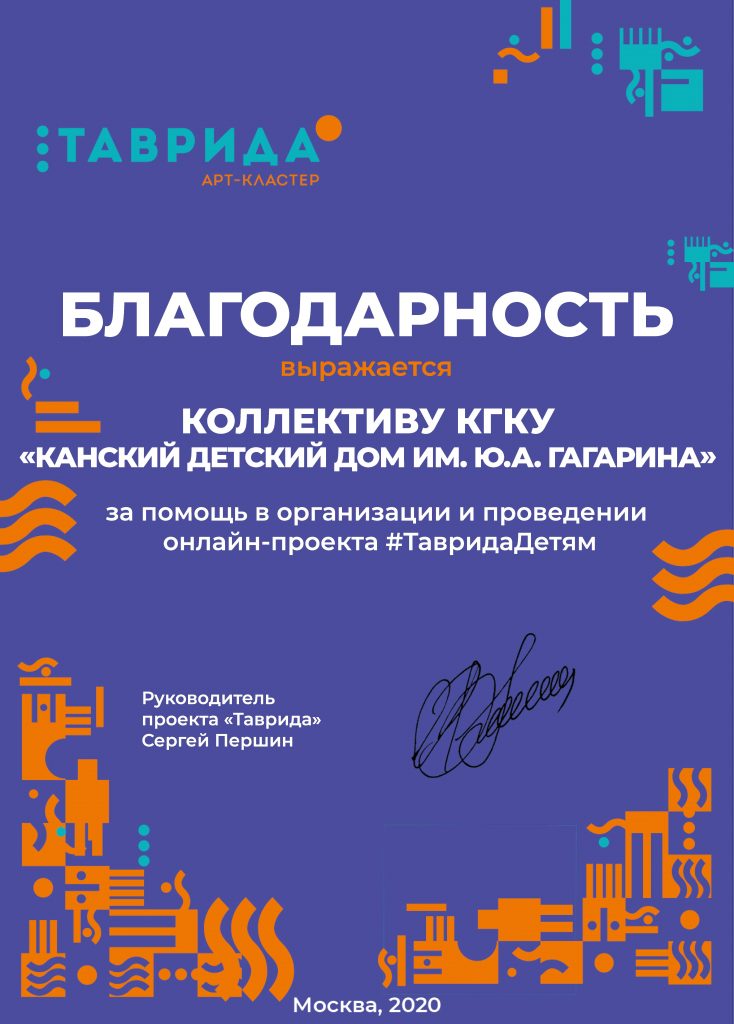 ТАВРИДА
АРТ-КЛАСТЕР
БЛАГОДАРНОСТЬ
выражается
КОЛЛЕКТИВУ КГКУ
«КАНСКИЙ ДЕТСКИЙ ДОМ ИМ. Ю.А. ГАГАРИНА»
за помощь в организации и проведении
онлайн-проекта #ТавридаДетям
Руководитель
проекта «Таврида»
Сергей Першин
Москва, 2020